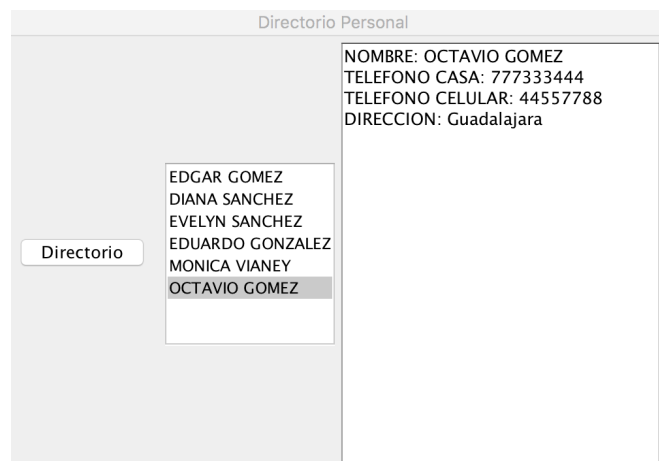 Directorio Personal
Directorio
EDGAR GOMEZ
DIANA SANCHEZ
EVELYN SANCHEZ
EDUARDO GONZALEZ
MONICA VIANEY
OCTAVIO GOMEZ
NOMBRE: OCTAVIO GOMEZ
TELEFONO CASA: 777333444
TELEFONO CELULAR: 44557788
DIRECCION: Guadalajara